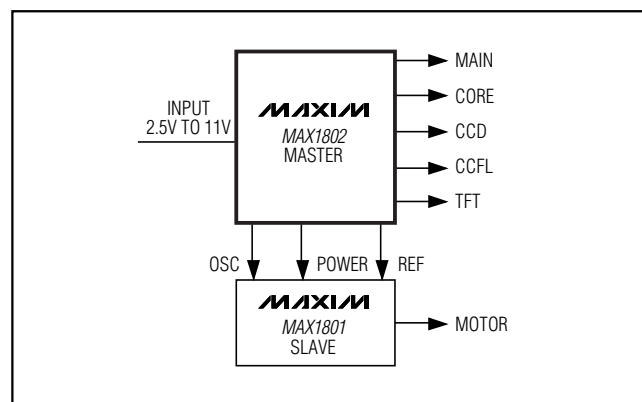 INPUT
2.5V TO 11V
MAXIM
MAX1802
MASTER
MAIN
CORE
CCD
CCFL
TFT
OSC
POWER
REF
MAXIM
MAX1801
SLAVE
MOTOR